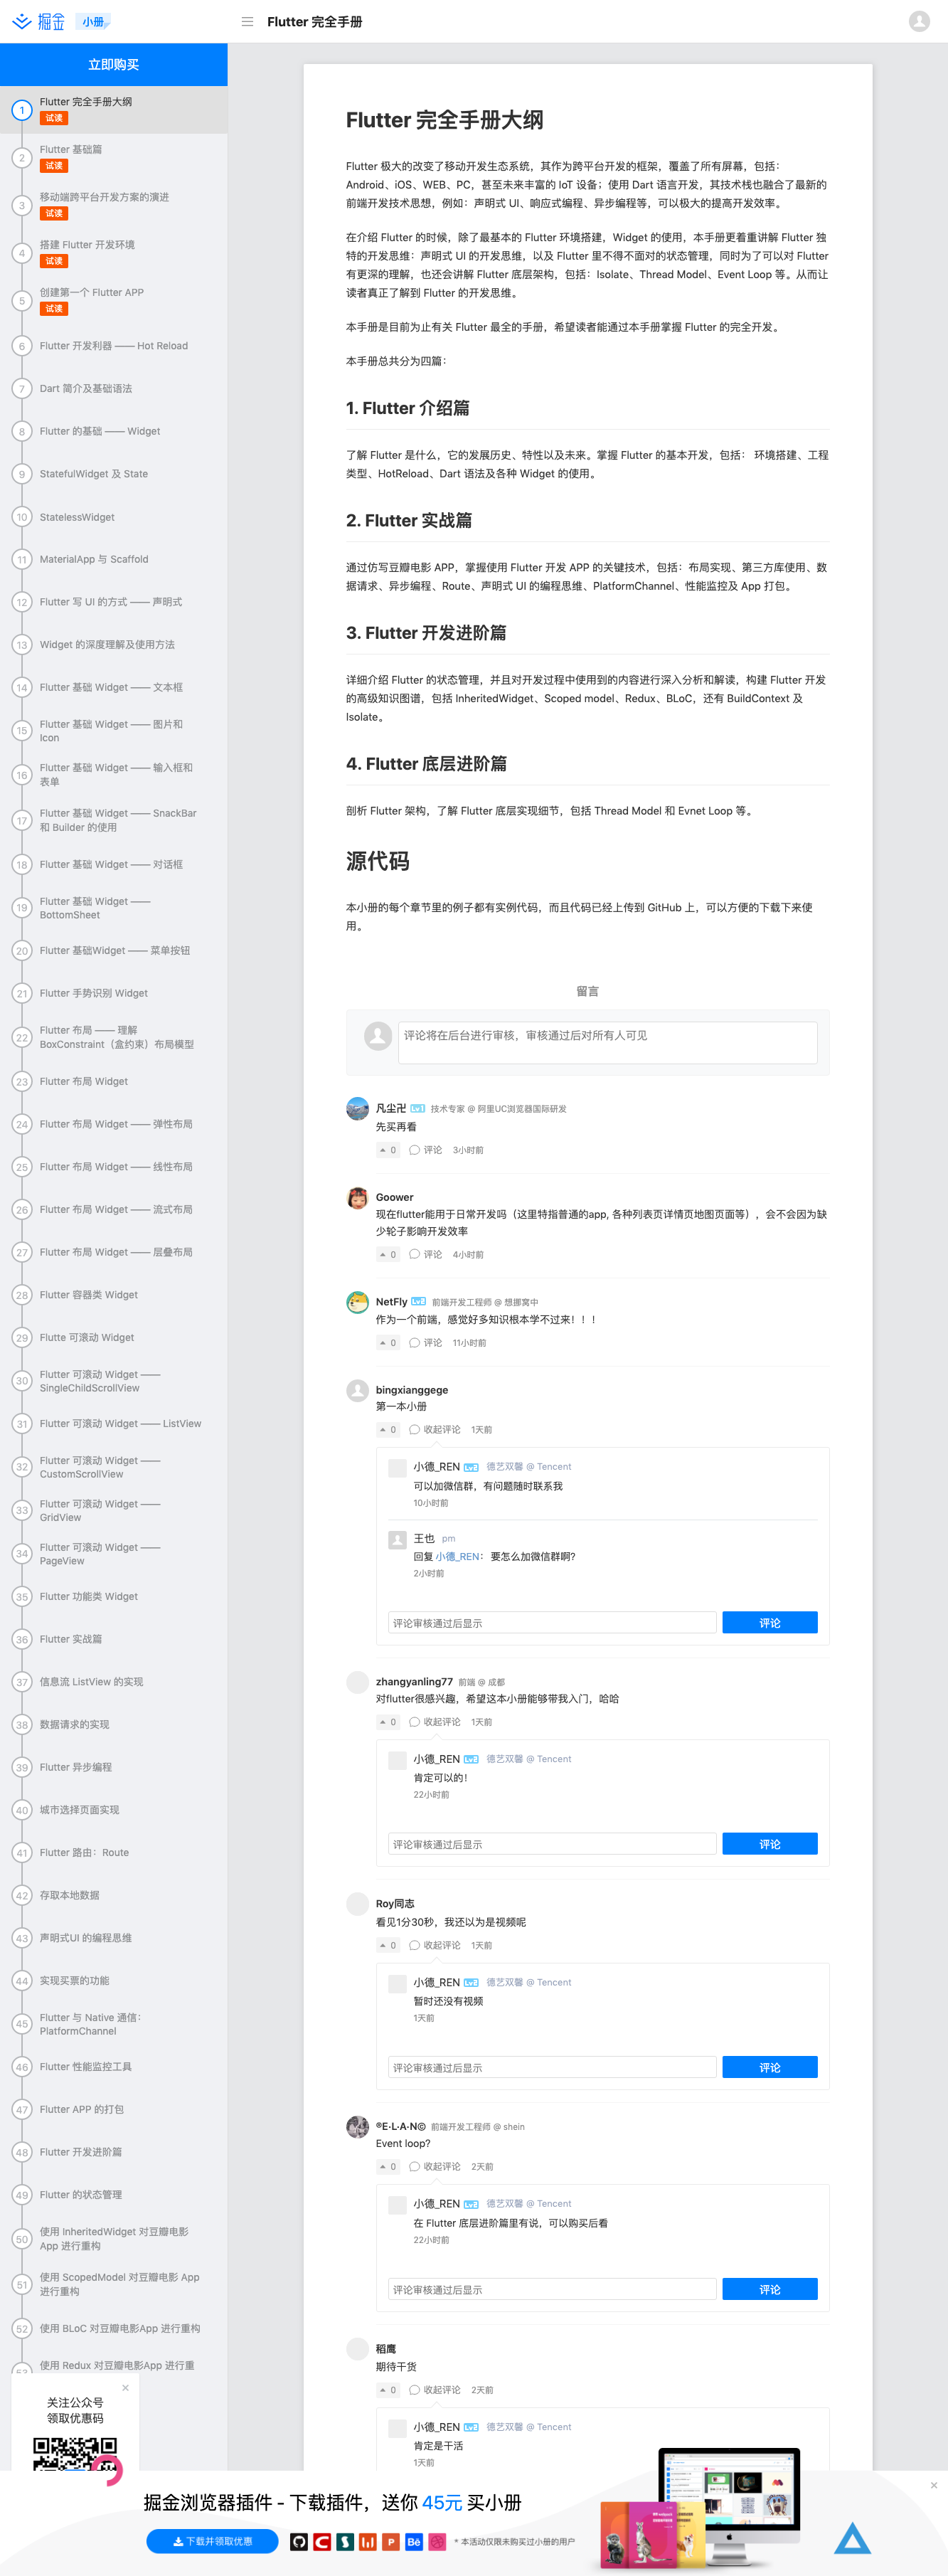 掘金 小册
Flutter 完全手册
立即购买
1 Flutter 完全手册大纲
试读
2 Flutter 基础篇
试读
3 移动端跨平台开发方案的演进
试读
4 搭建 Flutter 开发环境
试读
5 创建第一个 Flutter APP
试读
6 Flutter 开发利器 —— Hot Reload
7 Dart 简介及基础语法
8 Flutter 的基础 —— Widget
9 StatefulWidget 及 State
10 StatelessWidget
11 MaterialApp 与 Scaffold
12 Flutter 写 UI 的方式 —— 声明式
13 Widget 的深度理解及使用方法
14 Flutter 基础 Widget —— 文本框
15 Flutter 基础 Widget —— 图片和
Icon
16 Flutter 基础 Widget —— 输入框和
表单
17 Flutter 基础 Widget —— SnackBar
和 Builder 的使用
18 Flutter 基础 Widget —— 对话框
19 Flutter 基础 Widget ——
BottomSheet
20 Flutter 基础Widget —— 菜单按钮
21 Flutter 手势识别 Widget
22 Flutter 布局 —— 理解
BoxConstraint（盒约束）布局模型
23 Flutter 布局 Widget
24 Flutter 布局 Widget —— 弹性布局
25 Flutter 布局 Widget —— 线性布局
26 Flutter 布局 Widget —— 流式布局
27 Flutter 布局 Widget —— 层叠布局
28 Flutter 容器类 Widget
29 Flutte 可滚动 Widget
30 Flutter 可滚动 Widget ——
SingleChildScrollView
31 Flutter 可滚动 Widget —— ListView
32 Flutter 可滚动 Widget ——
CustomScrollView
33 Flutter 可滚动 Widget ——
GridView
34 Flutter 可滚动 Widget ——
PageView
35 Flutter 功能类 Widget
36 Flutter 实战篇
37 信息流 ListView 的实现
38 数据请求的实现
39 Flutter 异步编程
40 城市选择页面实现
41 Flutter 路由：Route
42 存取本地数据
43 声明式UI 的编程思维
44 实现买票的功能
45 Flutter 与 Native 通信：
PlatformChannel
46 Flutter 性能监控工具
47 Flutter APP 的打包
48 Flutter 开发进阶篇
49 Flutter 的状态管理
50 使用 InheritedWidget 对豆瓣电影
App 进行重构
51 使用 ScopedModel 对豆瓣电影 App
进行重构
52 使用 BLoC 对豆瓣电影App 进行重构
53 使用 Redux 对豆瓣电影App 进行重
关注公众号
领取优惠码
Flutter 完全手册大纲
Flutter 极大的改变了移动开发生态系统，其作为跨平台开发的框架，覆盖了所有屏幕，包括：
Android、iOS、WEB、PC，甚至未来丰富的 IoT 设备；使用 Dart 语言开发，其技术栈也融合了最新的
前端开发技术思想，例如：声明式 UI、响应式编程、异步编程等，可以极大的提高开发效率。
在介绍 Flutter 的时候，除了最基本的 Flutter 环境搭建，Widget 的使用，本手册更着重讲解 Flutter 独
特的开发思维：声明式 UI 的开发思维，以及 Flutter 里不得不面对的状态管理，同时为了可以对 Flutter
有更深的理解，也还会讲解 Flutter 底层架构，包括：Isolate、Thread Model、Event Loop 等。从而让
读者真正了解到 Flutter 的开发思维。
本手册是目前为止有关 Flutter 最全的手册，希望读者能通过本手册掌握 Flutter 的完全开发。
本手册总共分为四篇：
1. Flutter 介绍篇
了解 Flutter 是什么，它的发展历史、特性以及未来。掌握 Flutter 的基本开发，包括： 环境搭建、工程
类型、HotReload、Dart 语法及各种 Widget 的使用。
2. Flutter 实战篇
通过仿写豆瓣电影 APP，掌握使用 Flutter 开发 APP 的关键技术，包括：布局实现、第三方库使用、数
据请求、异步编程、Route、声明式 UI 的编程思维、PlatformChannel、性能监控及 App 打包。
3. Flutter 开发进阶篇
详细介绍 Flutter 的状态管理，并且对开发过程中使用到的内容进行深入分析和解读，构建 Flutter 开发
的高级知识图谱，包括 InheritedWidget、Scoped model、Redux、BLoC，还有 BuildContext 及
Isolate。
4. Flutter 底层进阶篇
剖析 Flutter 架构，了解 Flutter 底层实现细节，包括 Thread Model 和 Evnet Loop 等。
源代码
本小册的每个章节里的例子都有实例代码，而且代码已经上传到 GitHub 上，可以方便的下载下来使
用。
留言
评论将在后台进行审核，审核通过后对所有人可见
凡尘卍 技术专家 @ 阿里UC浏览器国际研发
先买再看
0 评论 3小时前
Goower
现在flutter能用于日常开发吗（这里特指普通的app, 各种列表页详情页地图页面等），会不会因为缺
少轮子影响开发效率
0 评论 4小时前
NetFly 前端开发工程师 @ 想挪窝中
作为一个前端，感觉好多知识根本学不过来！！！
0 评论 11小时前
bingxianggege
第一本小册
0 收起评论 1天前
小德_REN 德艺双馨 @ Tencent
可以加微信群，有问题随时联系我
10小时前
王也 pm
回复 小德_REN： 要怎么加微信群啊?
2小时前
评论审核通过后显示 评论
zhangyanling77 前端 @ 成都
对flutter很感兴趣，希望这本小册能够带我入门，哈哈
0 收起评论 1天前
小德_REN 德艺双馨 @ Tencent
肯定可以的！
22小时前
评论审核通过后显示 评论
Roy同志
看见1分30秒，我还以为是视频呢
0 收起评论 1天前
小德_REN 德艺双馨 @ Tencent
暂时还没有视频
1天前
评论审核通过后显示 评论
®E·L·A·N© 前端开发工程师 @ shein
Event loop?
0 收起评论 2天前
小德_REN 德艺双馨 @ Tencent
在 Flutter 底层进阶篇里有说，可以购买后看
22小时前
评论审核通过后显示 评论
稻鹰
期待干货
0 收起评论 2天前
小德_REN 德艺双馨 @ Tencent
肯定是干活
1天前
掘金浏览器插件 - 下载插件，送你 45元 买小册
下载并领取优惠
* 本活动仅限未购买过小册的用户